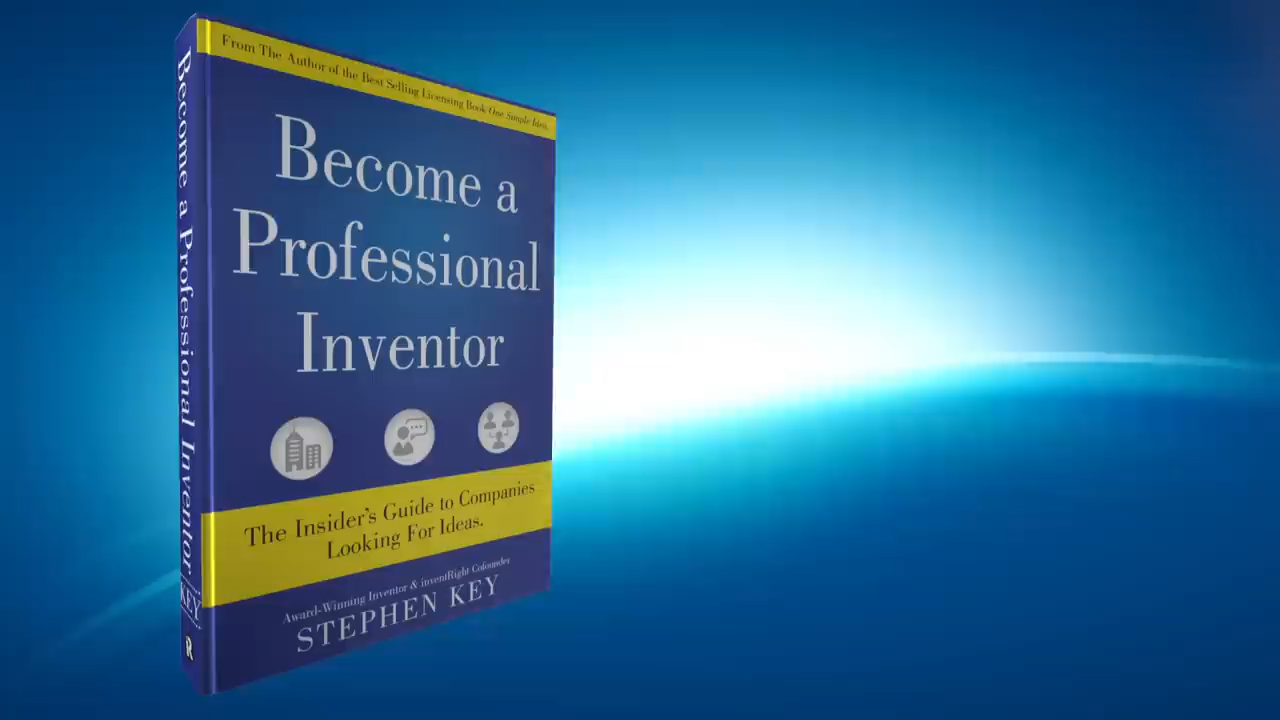 From The Author of the Best Selling Licensing Book One Simple Idea.
Become a
Professional
Inventor
The Insider's Guide to Companies
Looking For Ideas.
Award-Winning Inventor & inventRight Cofounder
STEPHEN KEY
Become a Professional Inventor
KEY
R